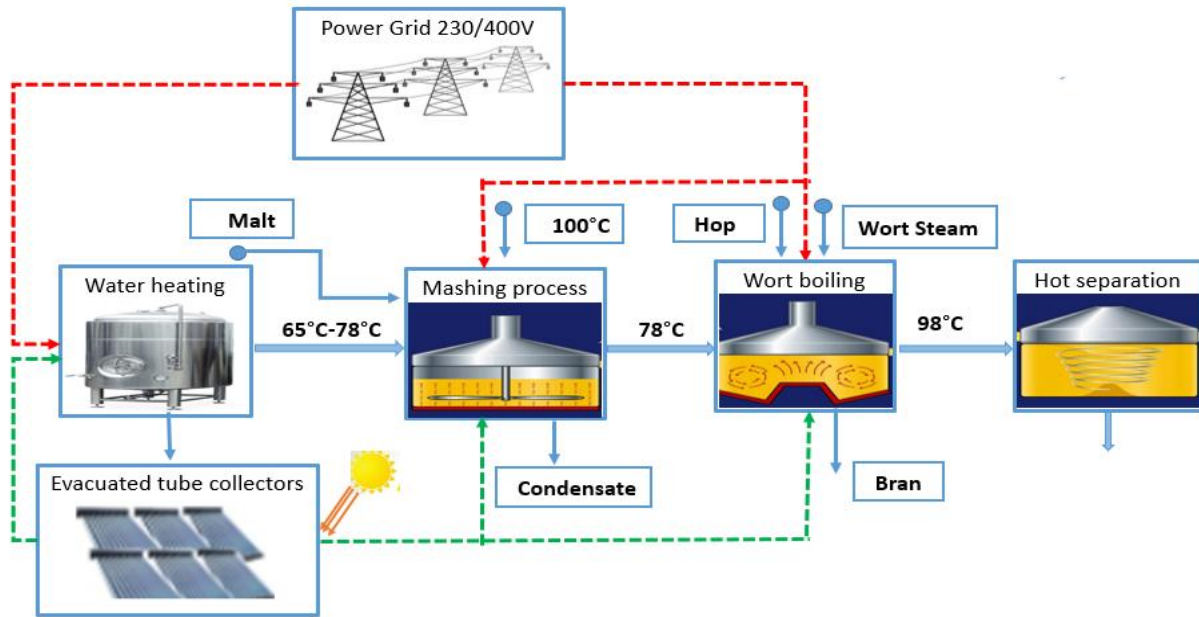 Power Grid 230/400V
Malt
100°C
Hop
Wort Steam
Water heating
65°C-78°C
Mashing process
78°C
Wort boiling
98°C
Hot separation
Evacuated tube collectors
Condensate
Bran